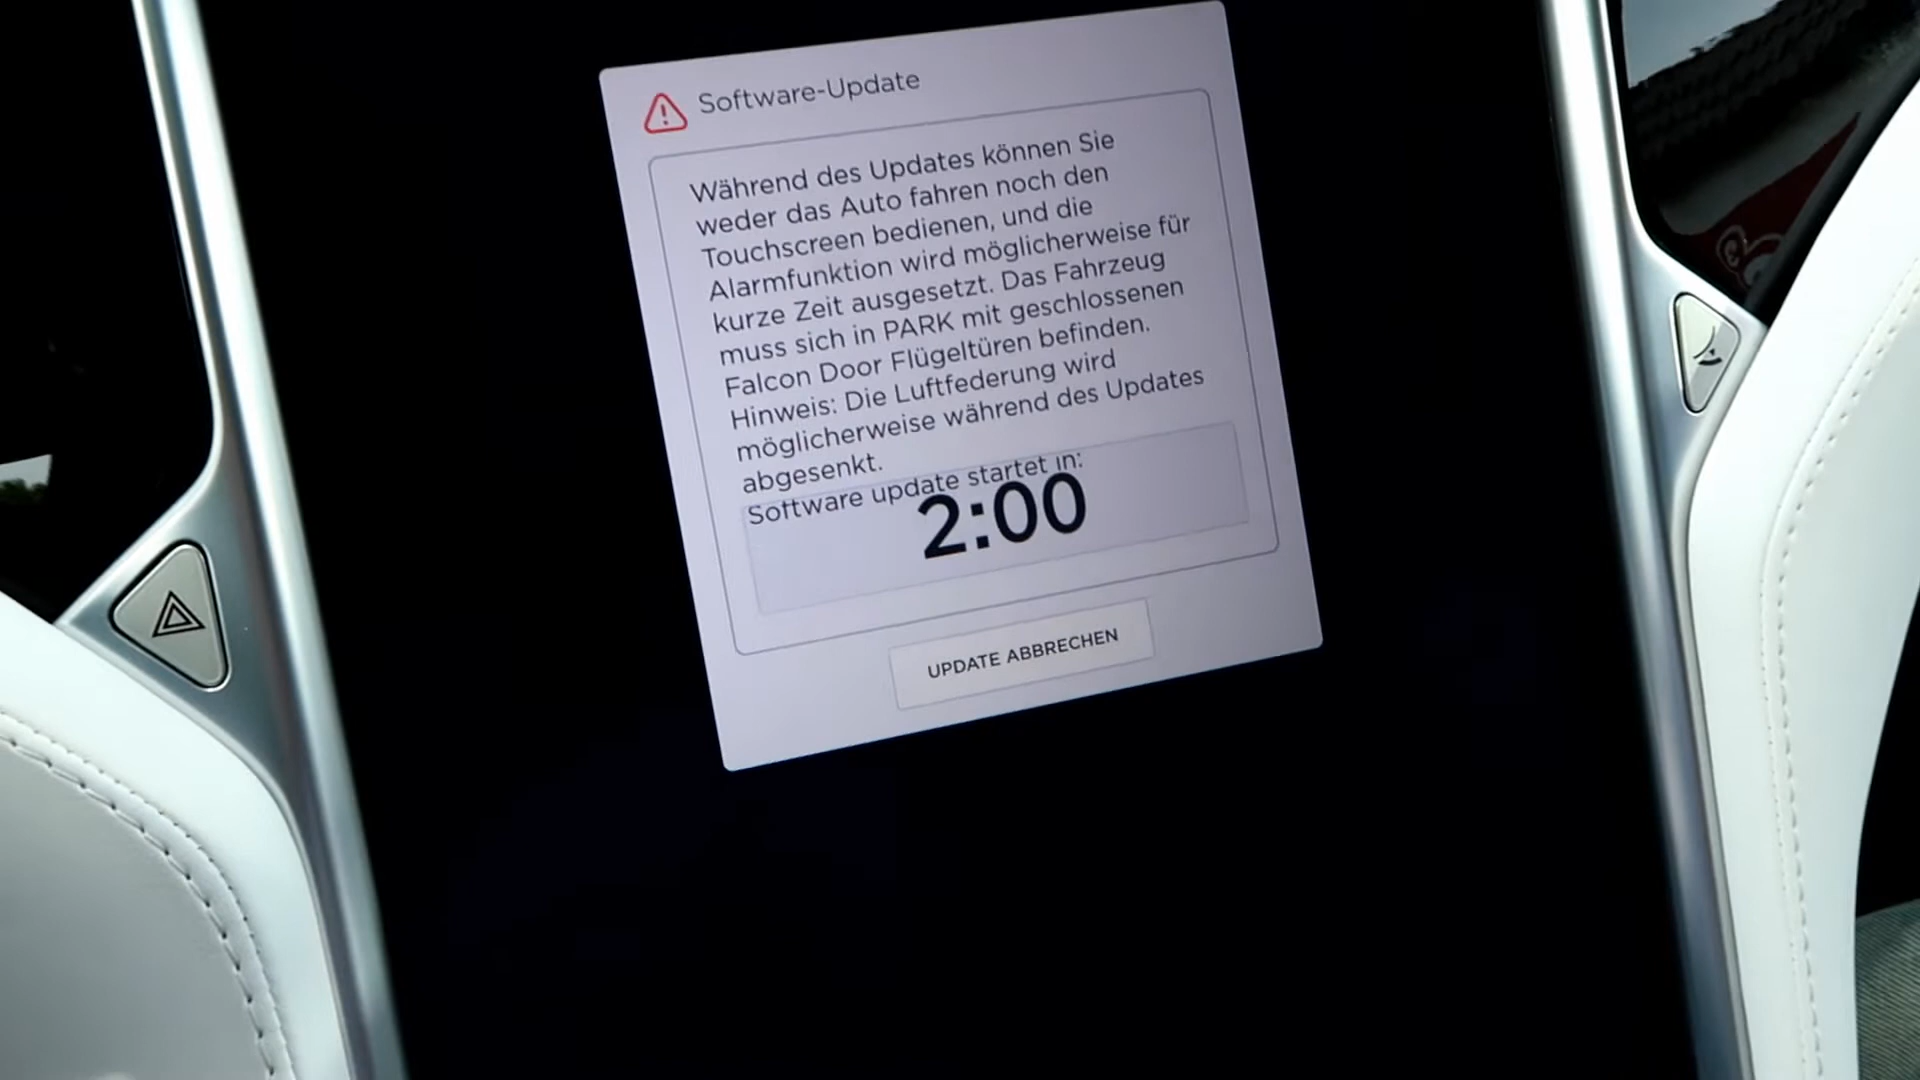 Software-Update
Während des Updates können Sie
weder das Auto fahren noch den
Touchscreen bedienen, und die
Alarmfunktion wird möglicherweise für
kurze Zeit ausgesetzt. Das Fahrzeug
muss sich in PARK mit geschlossenen
Falcon Door Flügeltüren befinden.
Hinweis: Die Luftfederung wird
möglicherweise während des Updates
abgesenkt.
Software update startet in:
2:00
UPDATE ABBRECHEN